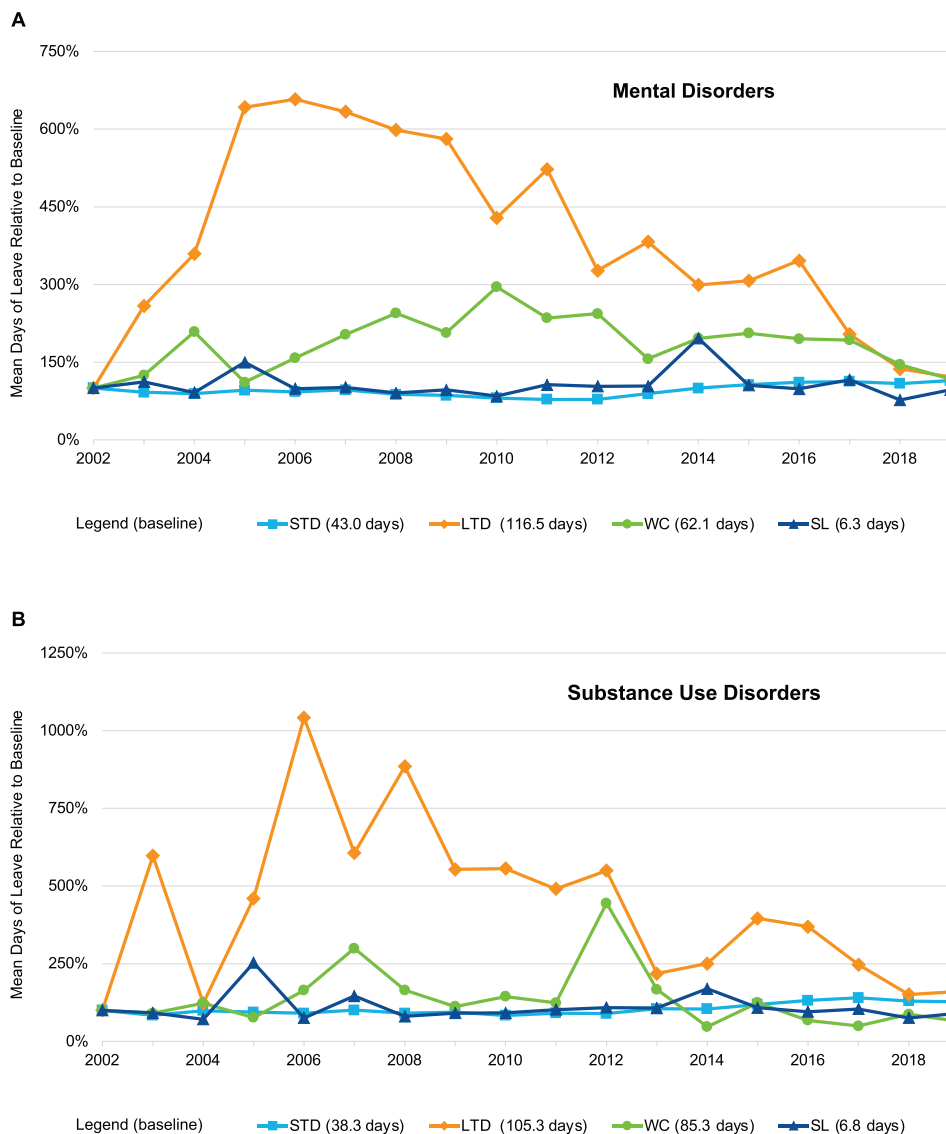 A
750%
Mental Disorders
600%
450%
300%
150%
0%
Mean Days of Leave Relative to Baseline
2002 2004 2006 2008 2010 2012 2014 2016 2018
Legend (baseline) STD (43.0 days) LTD (116.5 days) WC (62.1 days) SL (6.3 days)
B
1250%
Substance Use Disorders
1000%
750%
500%
250%
0%
Mean Days of Leave Relative to Baseline
2002 2004 2006 2008 2010 2012 2014 2016 2018
Legend (baseline) STD (38.3 days) LTD (105.3 days) WC (85.3 days) SL (6.8 days)